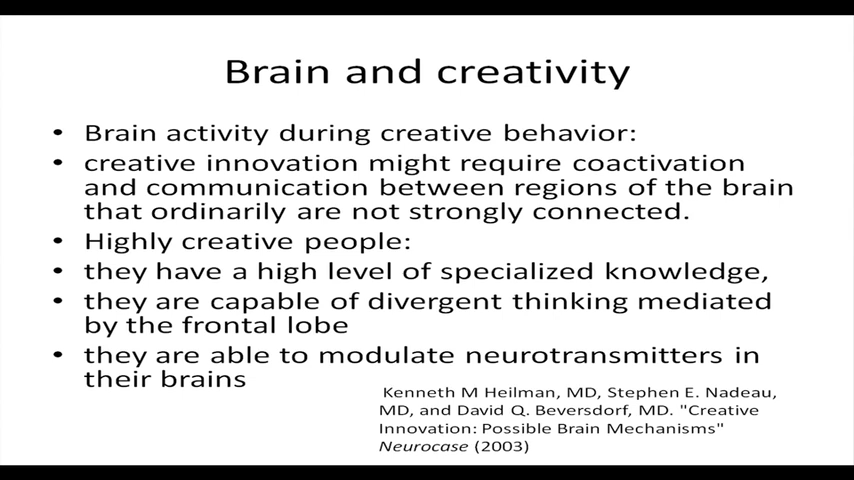 Brain and creativity
• Brain activity during creative behavior:
• creative innovation might require coactivation
and communication between regions of the brain
that ordinarily are not strongly connected.
• Highly creative people:
• they have a high level of specialized knowledge,
• they are capable of divergent thinking mediated
by the frontal lobe
• they are able to modulate neurotransmitters in
their brains
Kenneth M Heilman, MD, Stephen E. Nadeau,
MD, and David Q. Beversdorf, MD. "Creative
Innovation: Possible Brain Mechanisms"
Neurocase (2003)